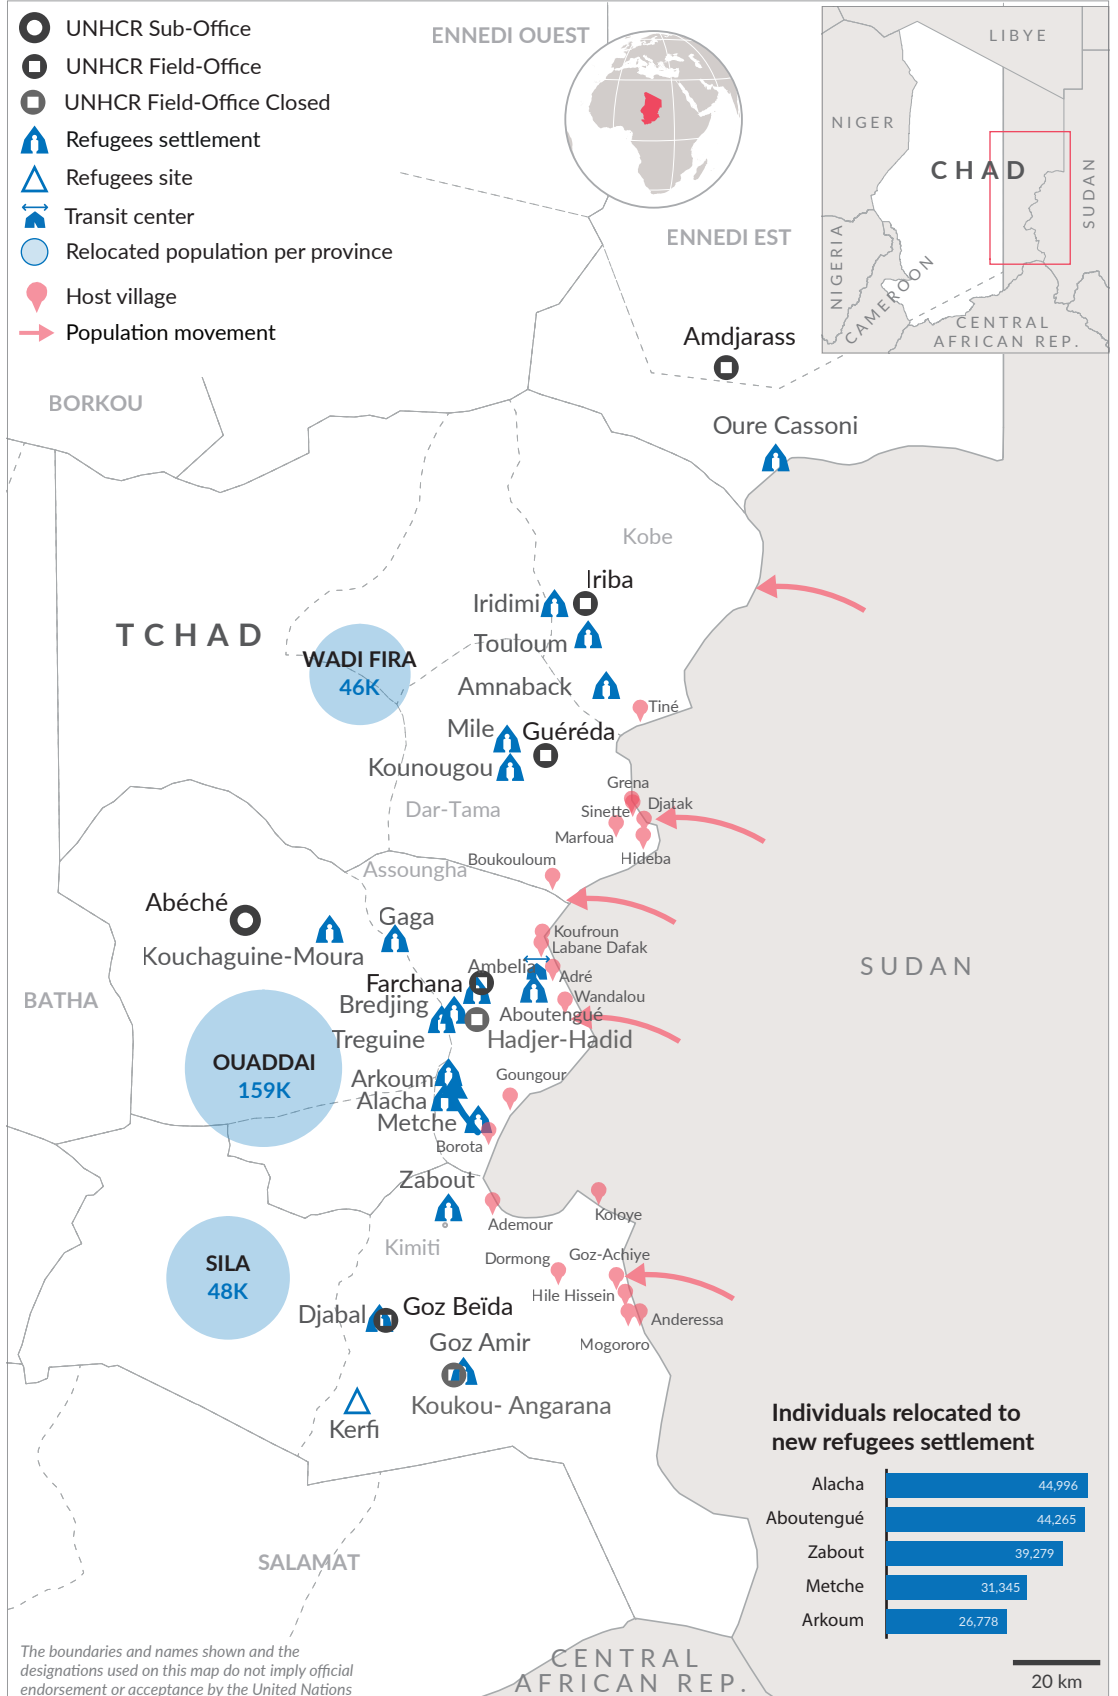 UNHCR Sub-Office
UNHCR Field-Office
UNHCR Field-Office Closed
Refugees settlement
Refugees site
Transit center
Relocated population per province
Host village
Population movement
ENNEDI OUEST
LIBYE
NIGER
CHAD
SUDAN
NIGERIA
CAMEROON
CENTRAL
AFRICAN REP.
ENNEDI EST
Amdjarass
BORKOU
Oure Cassoni
Kobe
Iriba
Iridimi
TCHAD
Touloum
WADI FIRA
46K
Amnaback
Tiné
Mile
Guéréda
Kounougou
Grena
Dar-Tama
Sinette
Djatak
Marfoua
Hideba
Boukouloum
Assoungha
Abéché
Gaga
Koufroun
Kouchaguine-Moura
Labane Dafak
Ambelia
Adré
SUDAN
Farchana
BATHA
Bredjing
Wandalou
Aboutengué
Treguine
Hadjer-Hadid
OUADDAI
159K
Arkoum
Goungour
Alacha
Metche
Borota
Zabout
Ademour
Koloye
Kimiti
Dormong
Goz-Achiye
SILA
48K
Hile Hissein
Djabal
Goz Beïda
Anderessa
Goz Amir
Mogororo
Koukou- Angarana
Kerfi
Individuals relocated to
new refugees settlement
Alacha 44,996
Aboutengué 44,265
Zabout 39,279
Metche 31,345
Arkoum 26,778
SALAMAT
The boundaries and names shown and the
designations used on this map do not imply official
endorsement or acceptance by the United Nations
CENTRAL
AFRICAN REP.
20 km